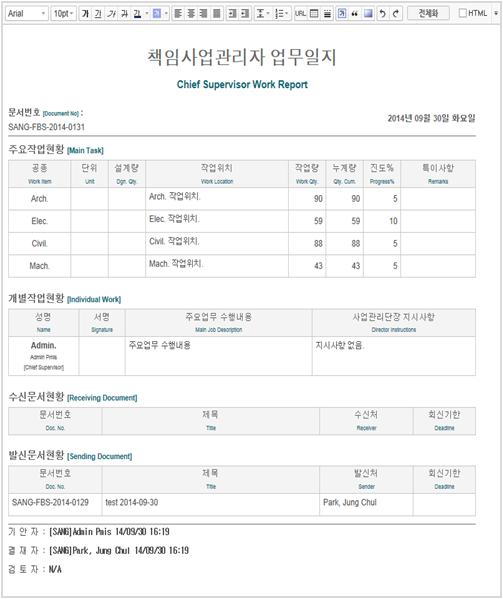 Arial 10pt 가 가 가 가 가 가 URL 가 전체화 HTML
책임사업관리자 업무일지
Chief Supervisor Work Report
문서번호 [Document No] :
2014년 09월 30일 화요일
SANG-FBS-2014-0131
주요작업현황 [Main Task]
공종 단위 설계량 작업위치 작업량 누계량 진도% 특이사항
Work Item Unit Dgn. Qty. Work Location Work Qty. Qty. Cum. Progress% Remarks
Arch. Arch. 작업위치. 90 90 5
Elec. Elec. 작업위치. 59 59 10
Civil. Civil. 작업위치. 88 88 5
Mach. Mach. 작업위치. 43 43 5
개별작업현황 [Individual Work]
성명 서명 주요업무 수행내용 사업관리단장 지시사항
Name Signature Main Job Description Director Instructions
Admin. 주요업무 수행내용 지시사항 없음.
Admin Pmis
[Chief Supervisor]
수신문서현황 [Receiving Document]
문서번호 제목 수신처 회신기한
Doc. No. Title Receiver Deadline
발신문서현황 [Sending Document]
문서번호 제목 발신처 회신기한
Doc. No. Title Sender Deadline
SANG-FBS-2014-0129 test 2014-09-30 Park, Jung Chul
기 안 자 : [SANG]Admin Pmis 14/09/30 16:19
결 재 자 : [SANG]Park, Jung Chul 14/09/30 16:19
검 토 자 : N/A